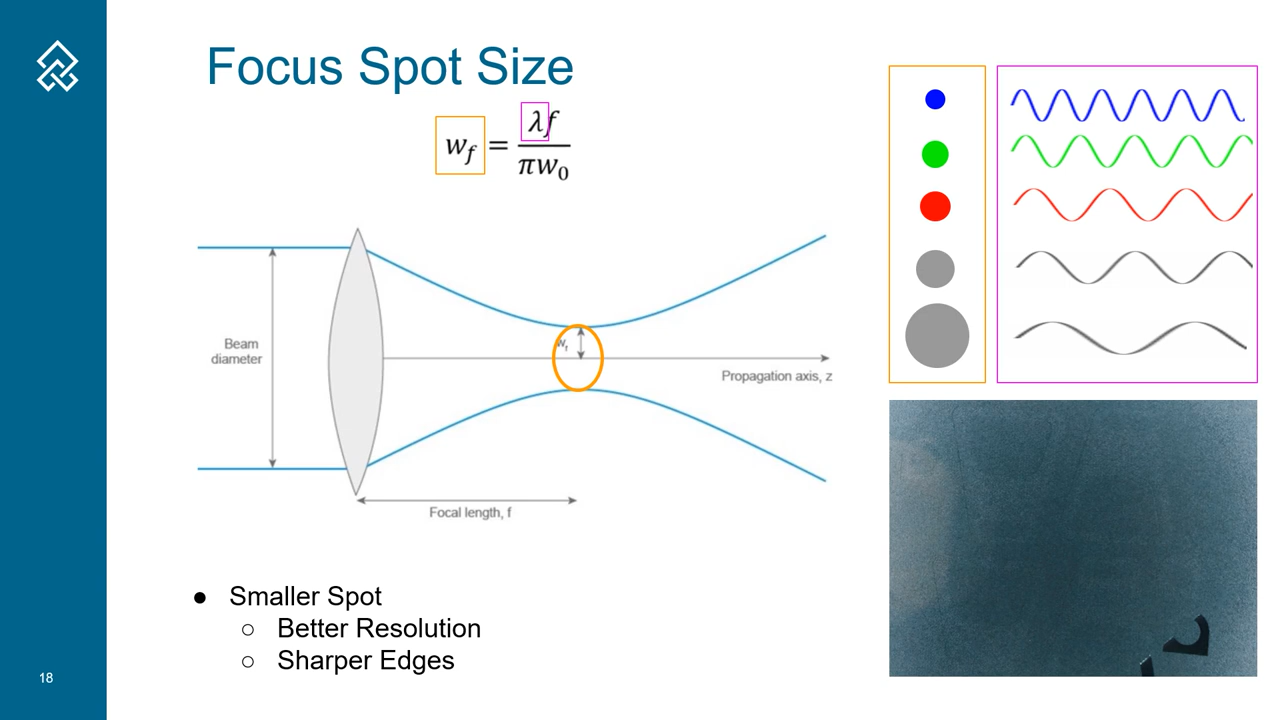 Focus Spot Size
w_f = λf / πw_0
Beam
diameter
w_f
Propagation axis, z
Focal length, f
● Smaller Spot
○ Better Resolution
○ Sharper Edges
18